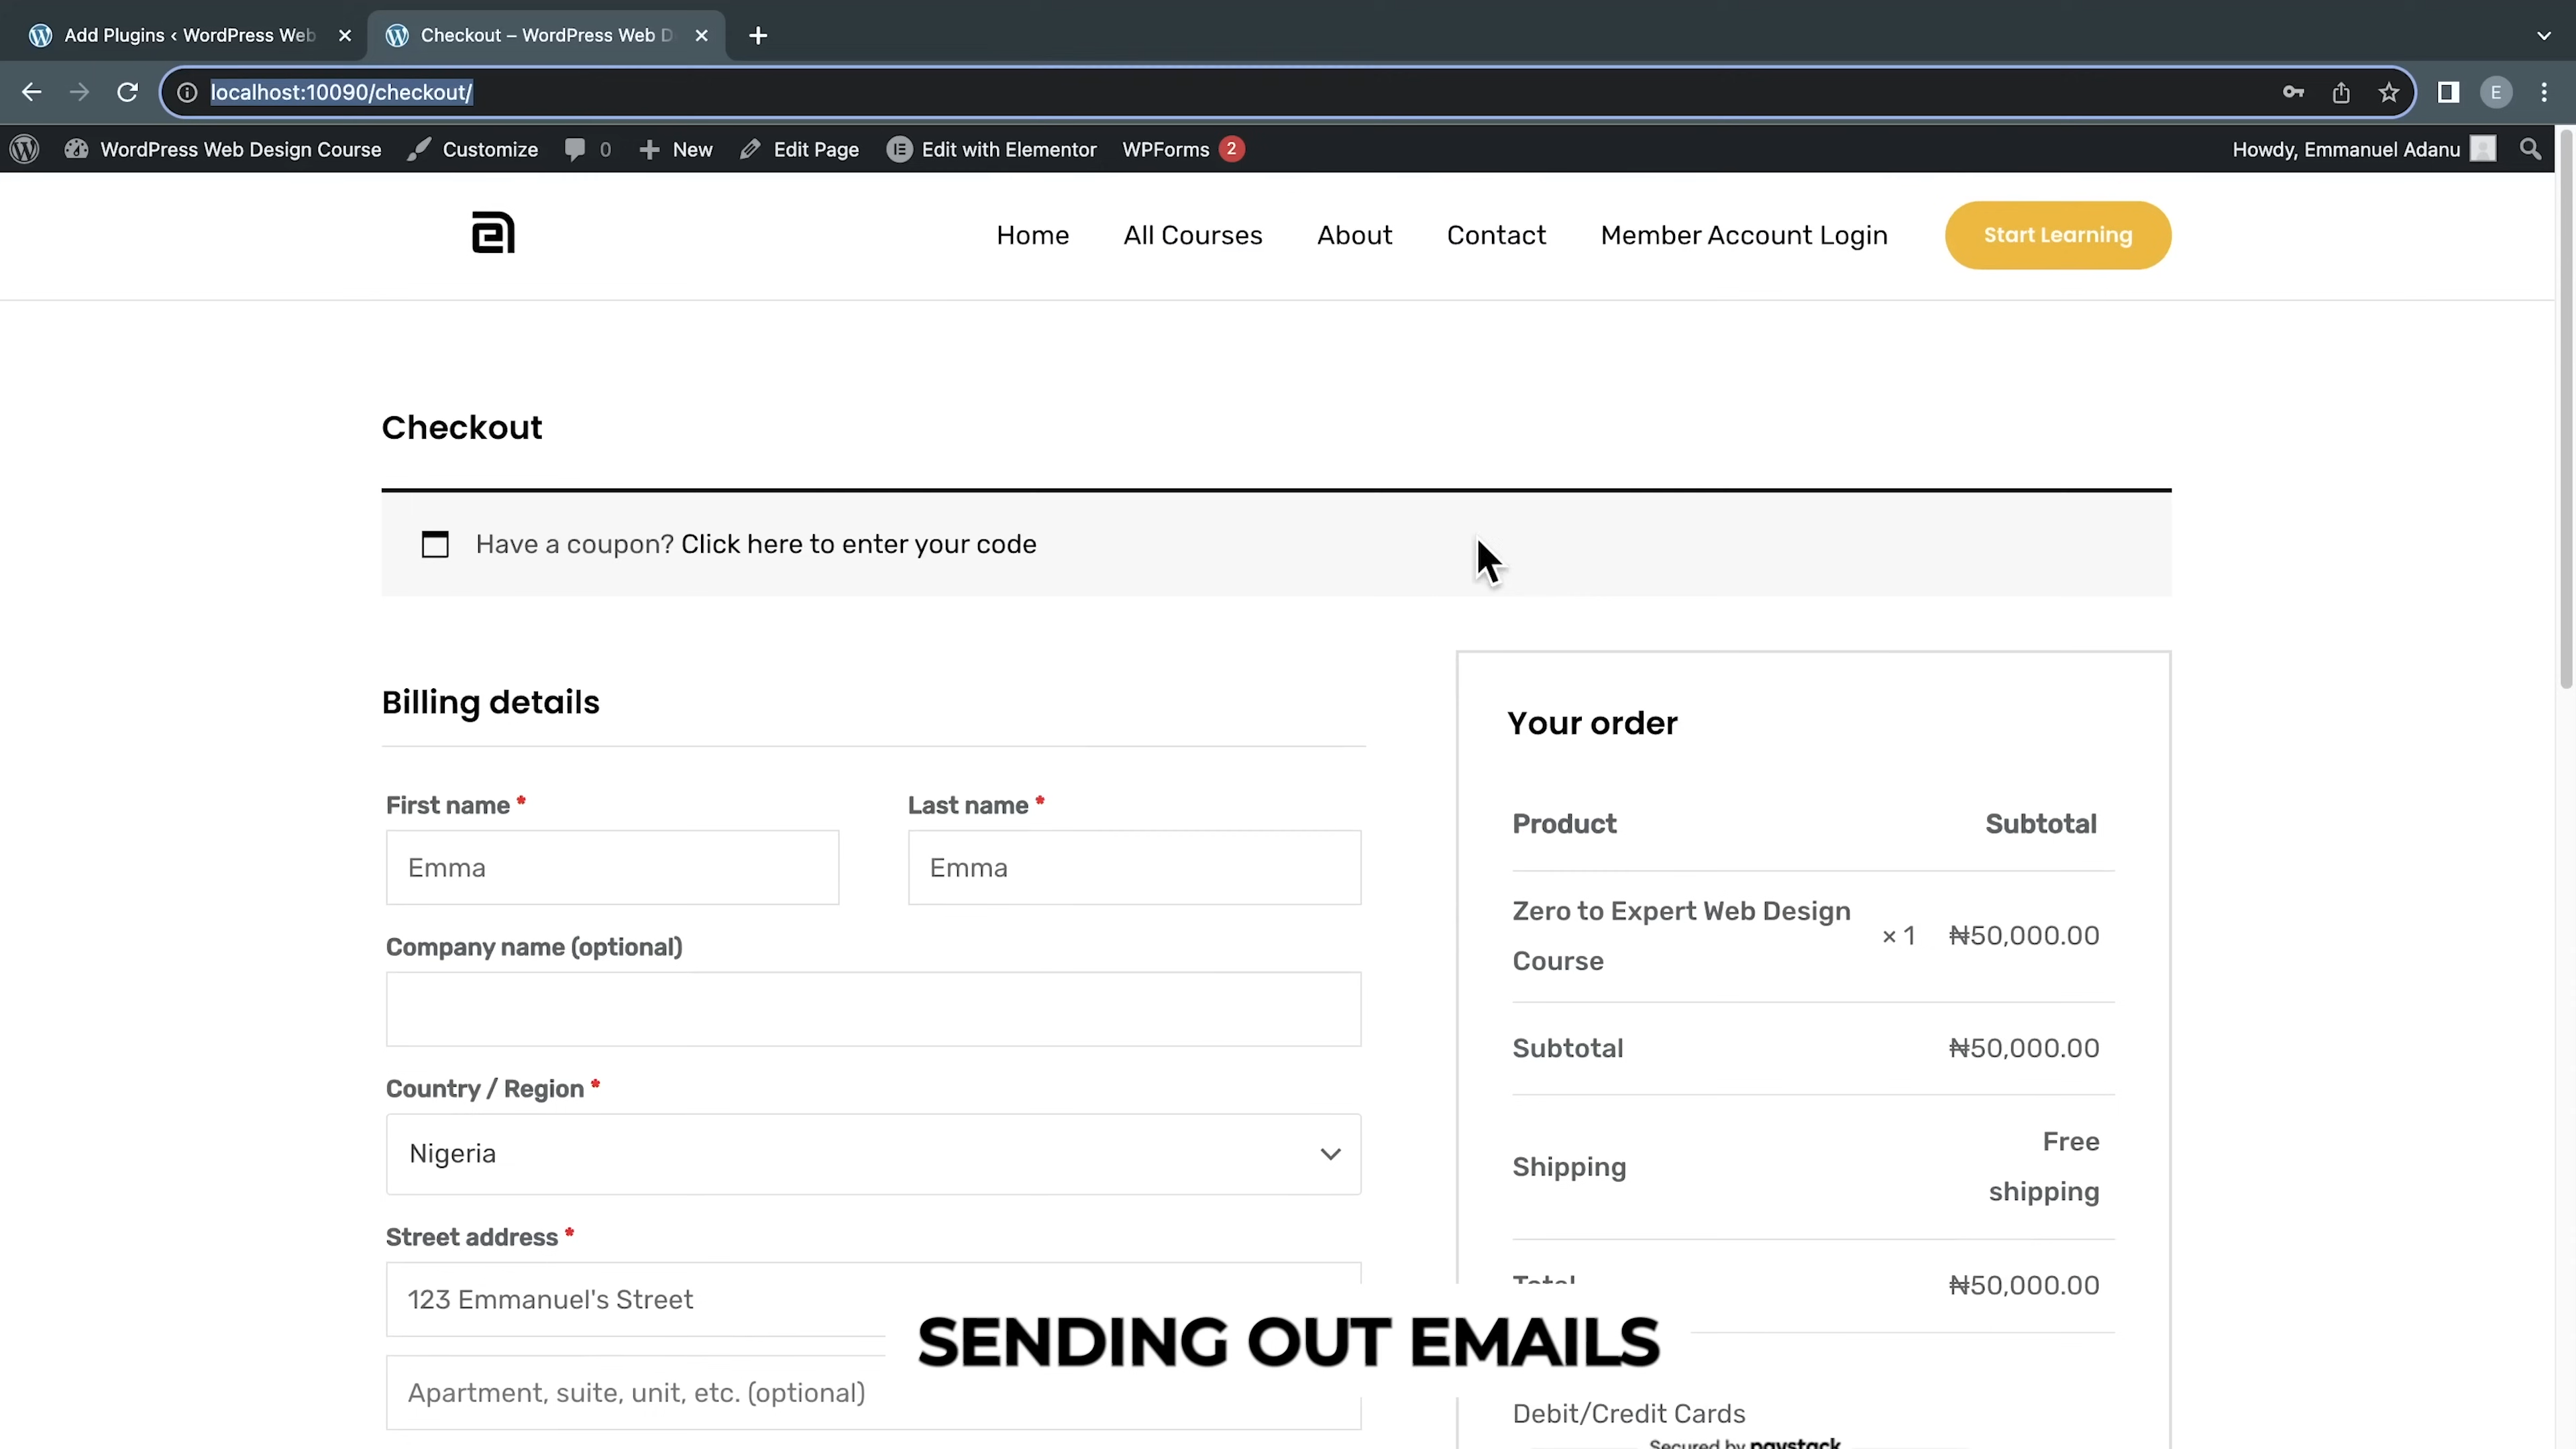 Add Plugins ‹ WordPress Web
Checkout – WordPress Web D
localhost:10090/checkout/
E
WordPress Web Design Course
Customize
0
New
Edit Page
Edit with Elementor
WPForms 2
Howdy, Emmanuel Adanu
Home
All Courses
About
Contact
Member Account Login
Start Learning
Checkout
Have a coupon? Click here to enter your code
Billing details
First name *
Last name *
Emma
Emma
Company name (optional)
Country / Region *
Nigeria
Street address *
123 Emmanuel's Street
Apartment, suite, unit, etc. (optional)
Your order
Product Subtotal
Zero to Expert Web Design
Course
× 1 ₦50,000.00
Subtotal ₦50,000.00
Shipping
Free
shipping
Total ₦50,000.00
SENDING OUT EMAILS
Debit/Credit Cards
Secured by paystack